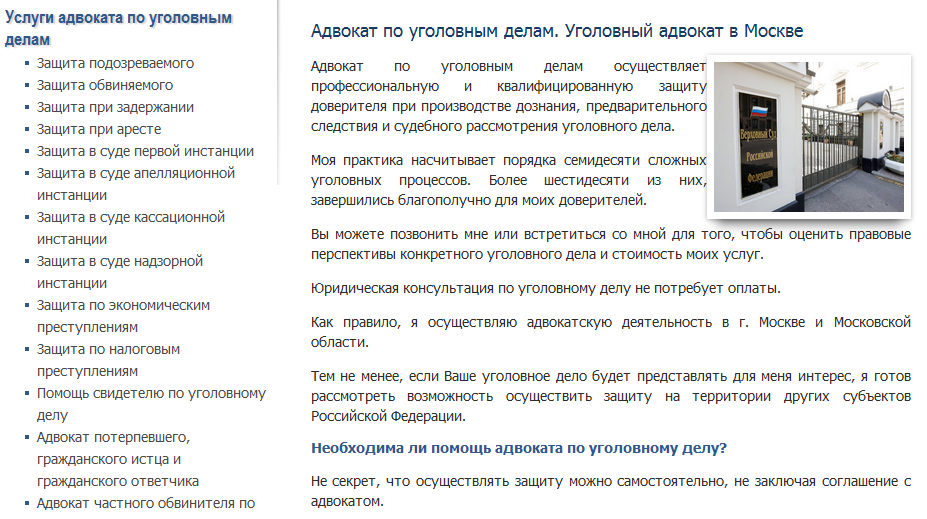 Услуги адвоката по уголовным
делам
Защита подозреваемого
Защита обвиняемого
Защита при задержании
Защита при аресте
Защита в суде первой инстанции
Защита в суде апелляционной
инстанции
Защита в суде кассационной
инстанции
Защита в суде надзорной
инстанции
Защита по экономическим
преступлениям
Защита по налоговым
преступлениям
Помощь свидетелю по уголовному
делу
Адвокат потерпевшего,
гражданского истца и
гражданского ответчика
Адвокат частного обвинителя по
Адвокат по уголовным делам. Уголовный адвокат в Москве
Адвокат по уголовным делам осуществляет
профессиональную и квалифицированную защиту
доверителя при производстве дознания, предварительного
следствия и судебного рассмотрения уголовного дела.
Верховный Суд
Российской
Федерации
Моя практика насчитывает порядка семидесяти сложных
уголовных процессов. Более шестидесяти из них,
завершились благополучно для моих доверителей.
Вы можете позвонить мне или встретиться со мной для того, чтобы оценить правовые
перспективы конкретного уголовного дела и стоимость моих услуг.
Юридическая консультация по уголовному делу не потребует оплаты.
Как правило, я осуществляю адвокатскую деятельность в г. Москве и Московской
области.
Тем не менее, если Ваше уголовное дело будет представлять для меня интерес, я готов
рассмотреть возможность осуществить защиту на территории других субъектов
Российской Федерации.
Необходима ли помощь адвоката по уголовному делу?
Не секрет, что осуществлять защиту можно самостоятельно, не заключая соглашение с
адвокатом.